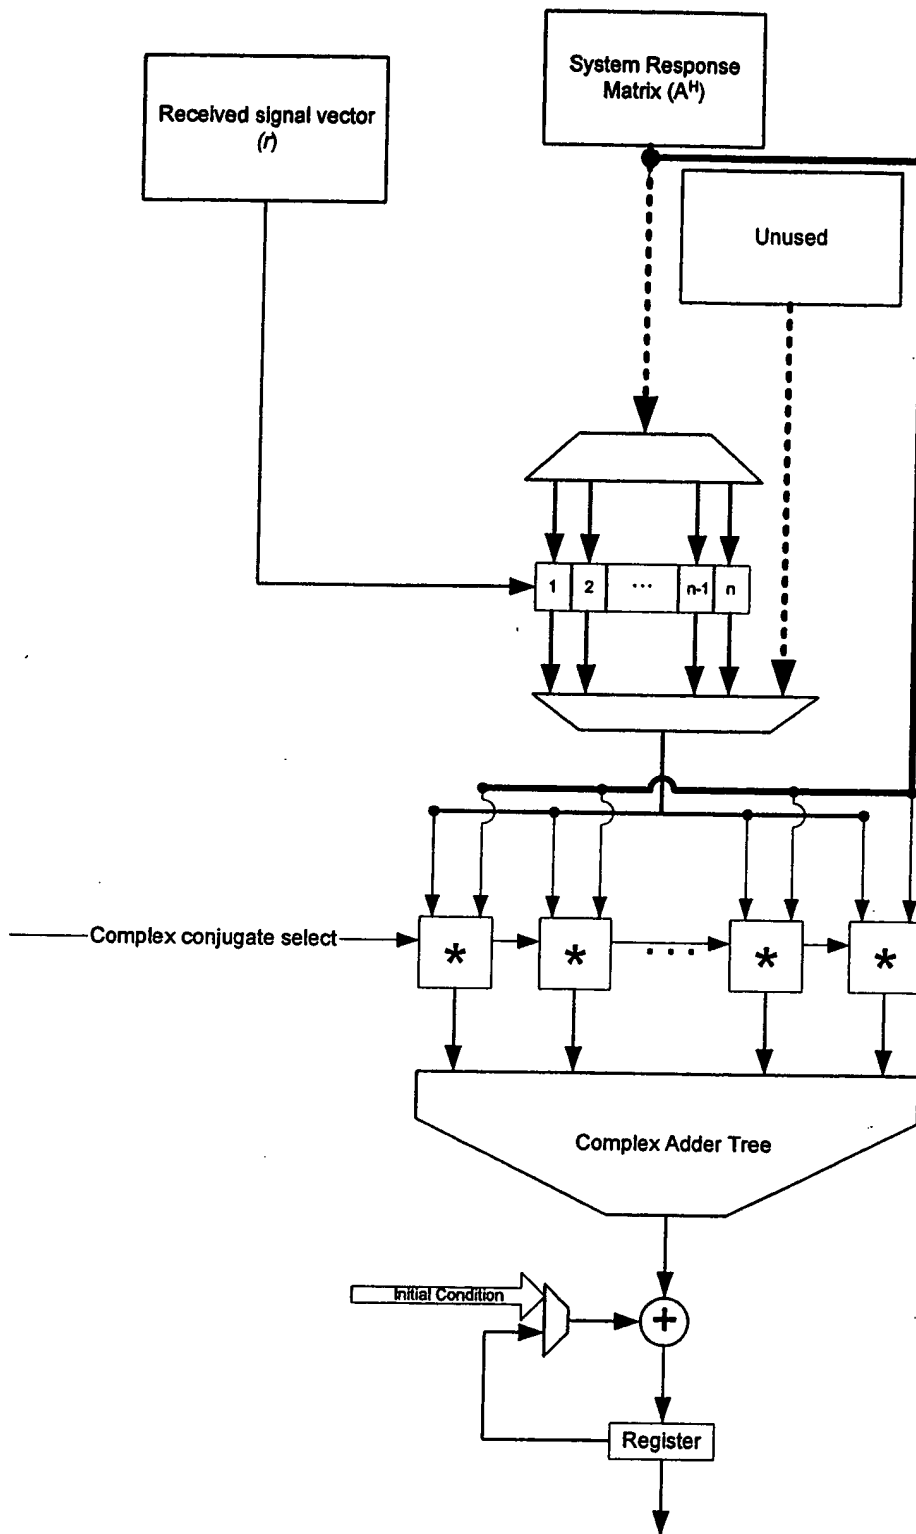 System Response
Matrix (Aᴴ)
Received signal vector
(r)
Unused
1 2 ... n-1 n
Complex conjugate select
* * ... * *
Complex Adder Tree
Initial Condition
+
Register